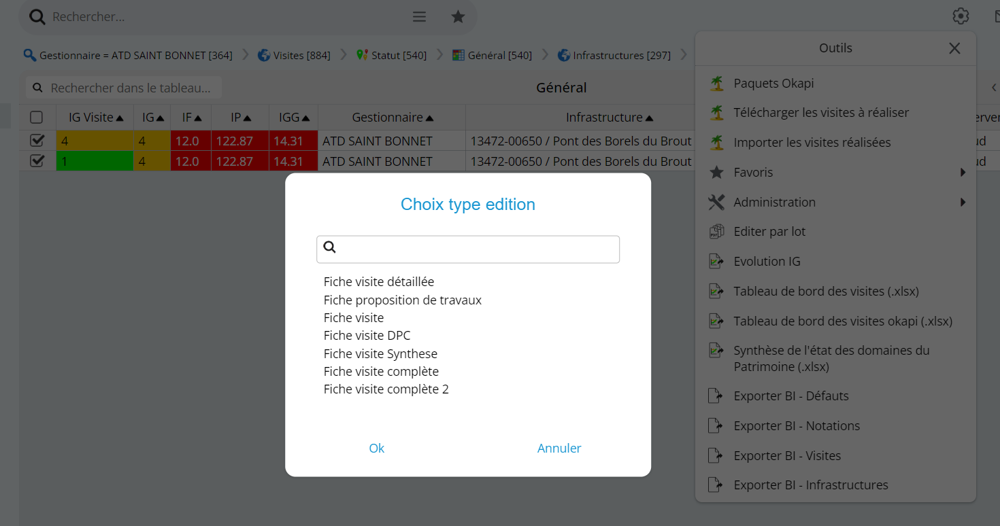 Rechercher...
Outils
Gestionnaire = ATD SAINT BONNET [364] Visites [884] Statut [540] Général [540] Infrastructures [297]
Rechercher dans le tableau...
Général
IG Visite IG IF IP IGG Gestionnaire Infrastructure
4 4 12.0 122.87 14.31 ATD SAINT BONNET 13472-00650 / Pont des Borels du Brout
1 4 12.0 122.87 14.31 ATD SAINT BONNET 13472-00650 / Pont des Borels du Brout
Choix type edition
Fiche visite détaillée
Fiche proposition de travaux
Fiche visite
Fiche visite DPC
Fiche visite Synthese
Fiche visite complète
Fiche visite complète 2
Ok Annuler
Paquets Okapi
Télécharger les visites à réaliser
Importer les visites réalisées
Favoris
Administration
Editer par lot
Evolution IG
Tableau de bord des visites (.xlsx)
Tableau de bord des visites okapi (.xlsx)
Synthèse de l'état des domaines du
Patrimoine (.xlsx)
Exporter BI - Défauts
Exporter BI - Notations
Exporter BI - Visites
Exporter BI - Infrastructures